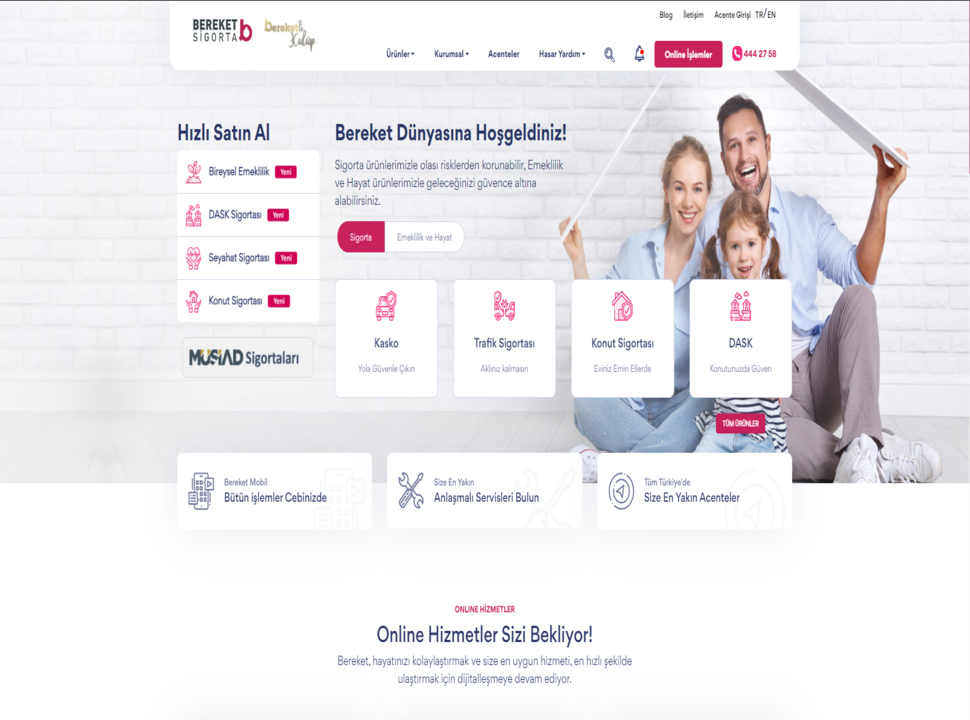 Blog İletişim Acente Girişi TR/EN
BEREKET
SİGORTA
bereketli
Kulüp
Ürünler Kurumsal Acenteler Hasar Yardım Online İşlemler 444 27 58
Hızlı Satın Al
Bireysel Emeklilik Yeni
DASK Sigortası Yeni
Seyahat Sigortası Yeni
Konut Sigortası Yeni
MÜSİAD Sigortaları
Bereket Dünyasına Hoşgeldiniz!
Sigorta ürünlerimizle olası risklerden korunabilir, Emeklilik
ve Hayat ürünlerimizle geleceğinizi güvence altına
alabilirsiniz.
Sigorta Emeklilik ve Hayat
Kasko
Yola Güvenle Çıkın
Trafik Sigortası
Aklınız kalmasın
Konut Sigortası
Eviniz Emin Ellerde
DASK
Konutunuzda Güven
TÜM ÜRÜNLER
Bereket Mobil
Bütün işlemler Cebinizde
Size En Yakın
Anlaşmalı Servisleri Bulun
Tüm Türkiye'de
Size En Yakın Acenteler
ONLINE HİZMETLER
Online Hizmetler Sizi Bekliyor!
Bereket, hayatınızı kolaylaştırmak ve size en uygun hizmeti, en hızlı şekilde
ulaştırmak için dijitalleşmeye devam ediyor.